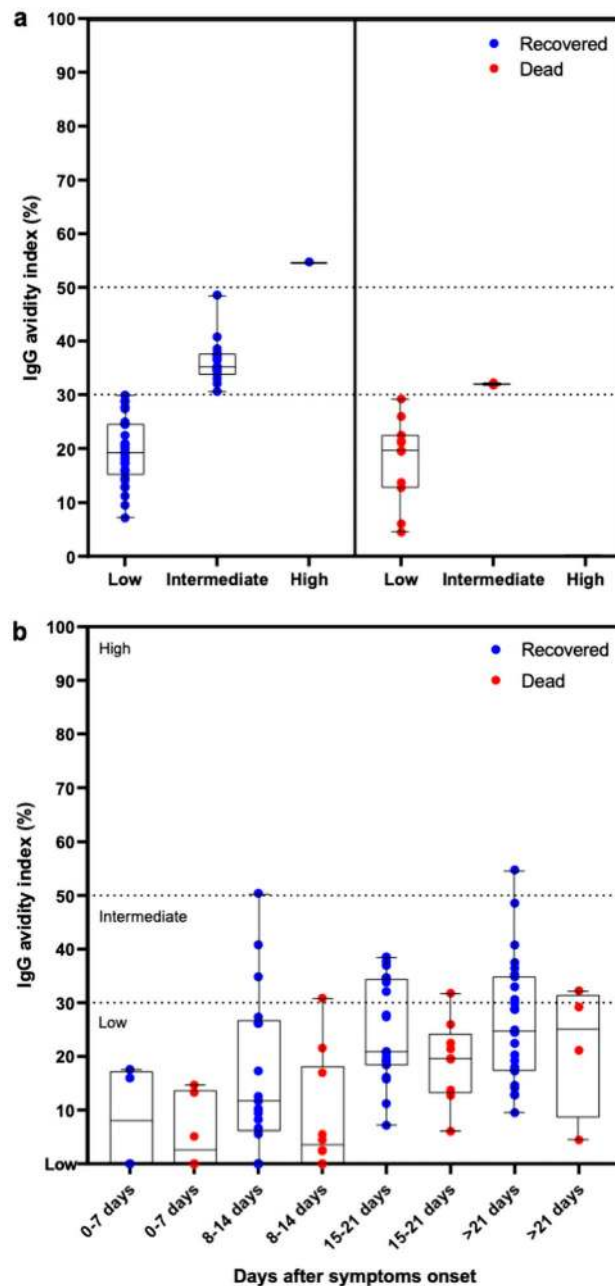 a
IgG avidity index (%)
100
90
80
70
60
50
40
30
20
10
0
Recovered
Dead
Low Intermediate High Low Intermediate High
b
IgG avidity index (%)
100
90
80
70
60
50
40
30
20
10
Low
High
Intermediate
Low
Recovered
Dead
0-7 days 0-7 days 8-14 days 8-14 days 15-21 days 15-21 days >21 days >21 days
Days after symptoms onset